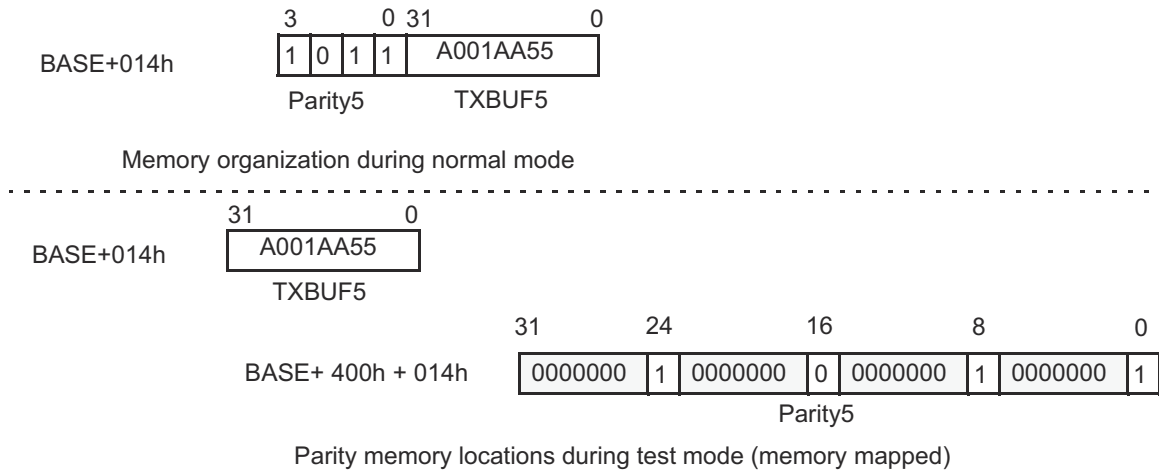 3 0 31 0
BASE+014h 1 0 1 1 A001AA55
Parity5 TXBUF5
Memory organization during normal mode
31 0
BASE+014h A001AA55
TXBUF5
31 24 16 8 0
BASE+ 400h + 014h 0000000 1 0000000 0 0000000 1 0000000 1
Parity5
Parity memory locations during test mode (memory mapped)